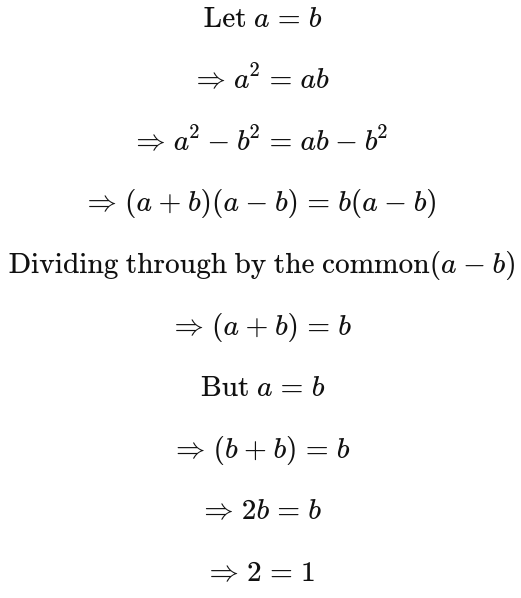 Let a = b
⇒ a² = ab
⇒ a² − b² = ab − b²
⇒ (a + b)(a − b) = b(a − b)
Dividing through by the common(a − b)
⇒ (a + b) = b
But a = b
⇒ (b + b) = b
⇒ 2b = b
⇒ 2 = 1